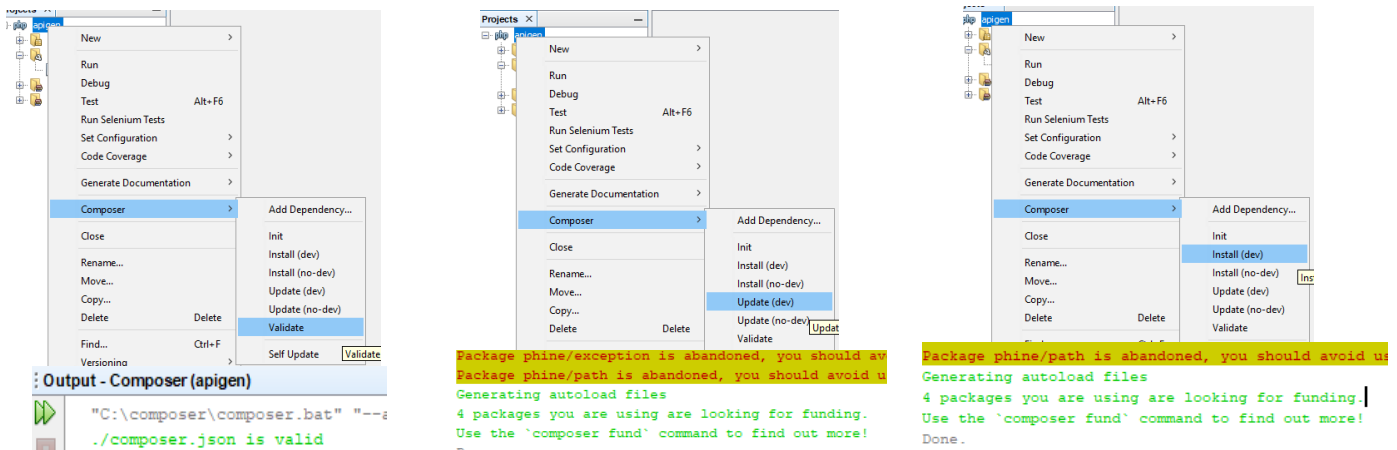 Projects ×
php apigen
New >
Run
Debug
Test Alt+F6
Run Selenium Tests
Set Configuration >
Code Coverage >
Generate Documentation >
Composer >
Close
Rename...
Move...
Copy...
Delete Delete
Find... Ctrl+F
Versioning >
Add Dependency...
Init
Install (dev)
Install (no-dev)
Update (dev)
Update (no-dev)
Validate
Self Update
Validate
Output - Composer (apigen)
"C:\composer\composer.bat" "--a
./composer.json is valid
Projects ×
php apigen
New >
Run
Debug
Test Alt+F6
Run Selenium Tests
Set Configuration >
Code Coverage >
Generate Documentation >
Composer >
Close
Rename...
Move...
Copy...
Delete Delete
Add Dependency...
Init
Install (dev)
Install (no-dev)
Update (dev)
Update (no-dev)
Updat
Validate
Package phine/exception is abandoned, you should av
Package phine/path is abandoned, you should avoid u
Generating autoload files
4 packages you are using are looking for funding.
Use the `composer fund` command to find out more!
php apigen
New >
Run
Debug
Test Alt+F6
Run Selenium Tests
Set Configuration >
Code Coverage >
Generate Documentation >
Composer >
Close
Rename...
Move...
Copy...
Delete Delete
Add Dependency...
Init
Install (dev)
Install (no-dev)
Ins
Update (dev)
Update (no-dev)
Validate
Package phine/path is abandoned, you should avoid us
Generating autoload files
4 packages you are using are looking for funding.
Use the `composer fund` command to find out more!
Done.